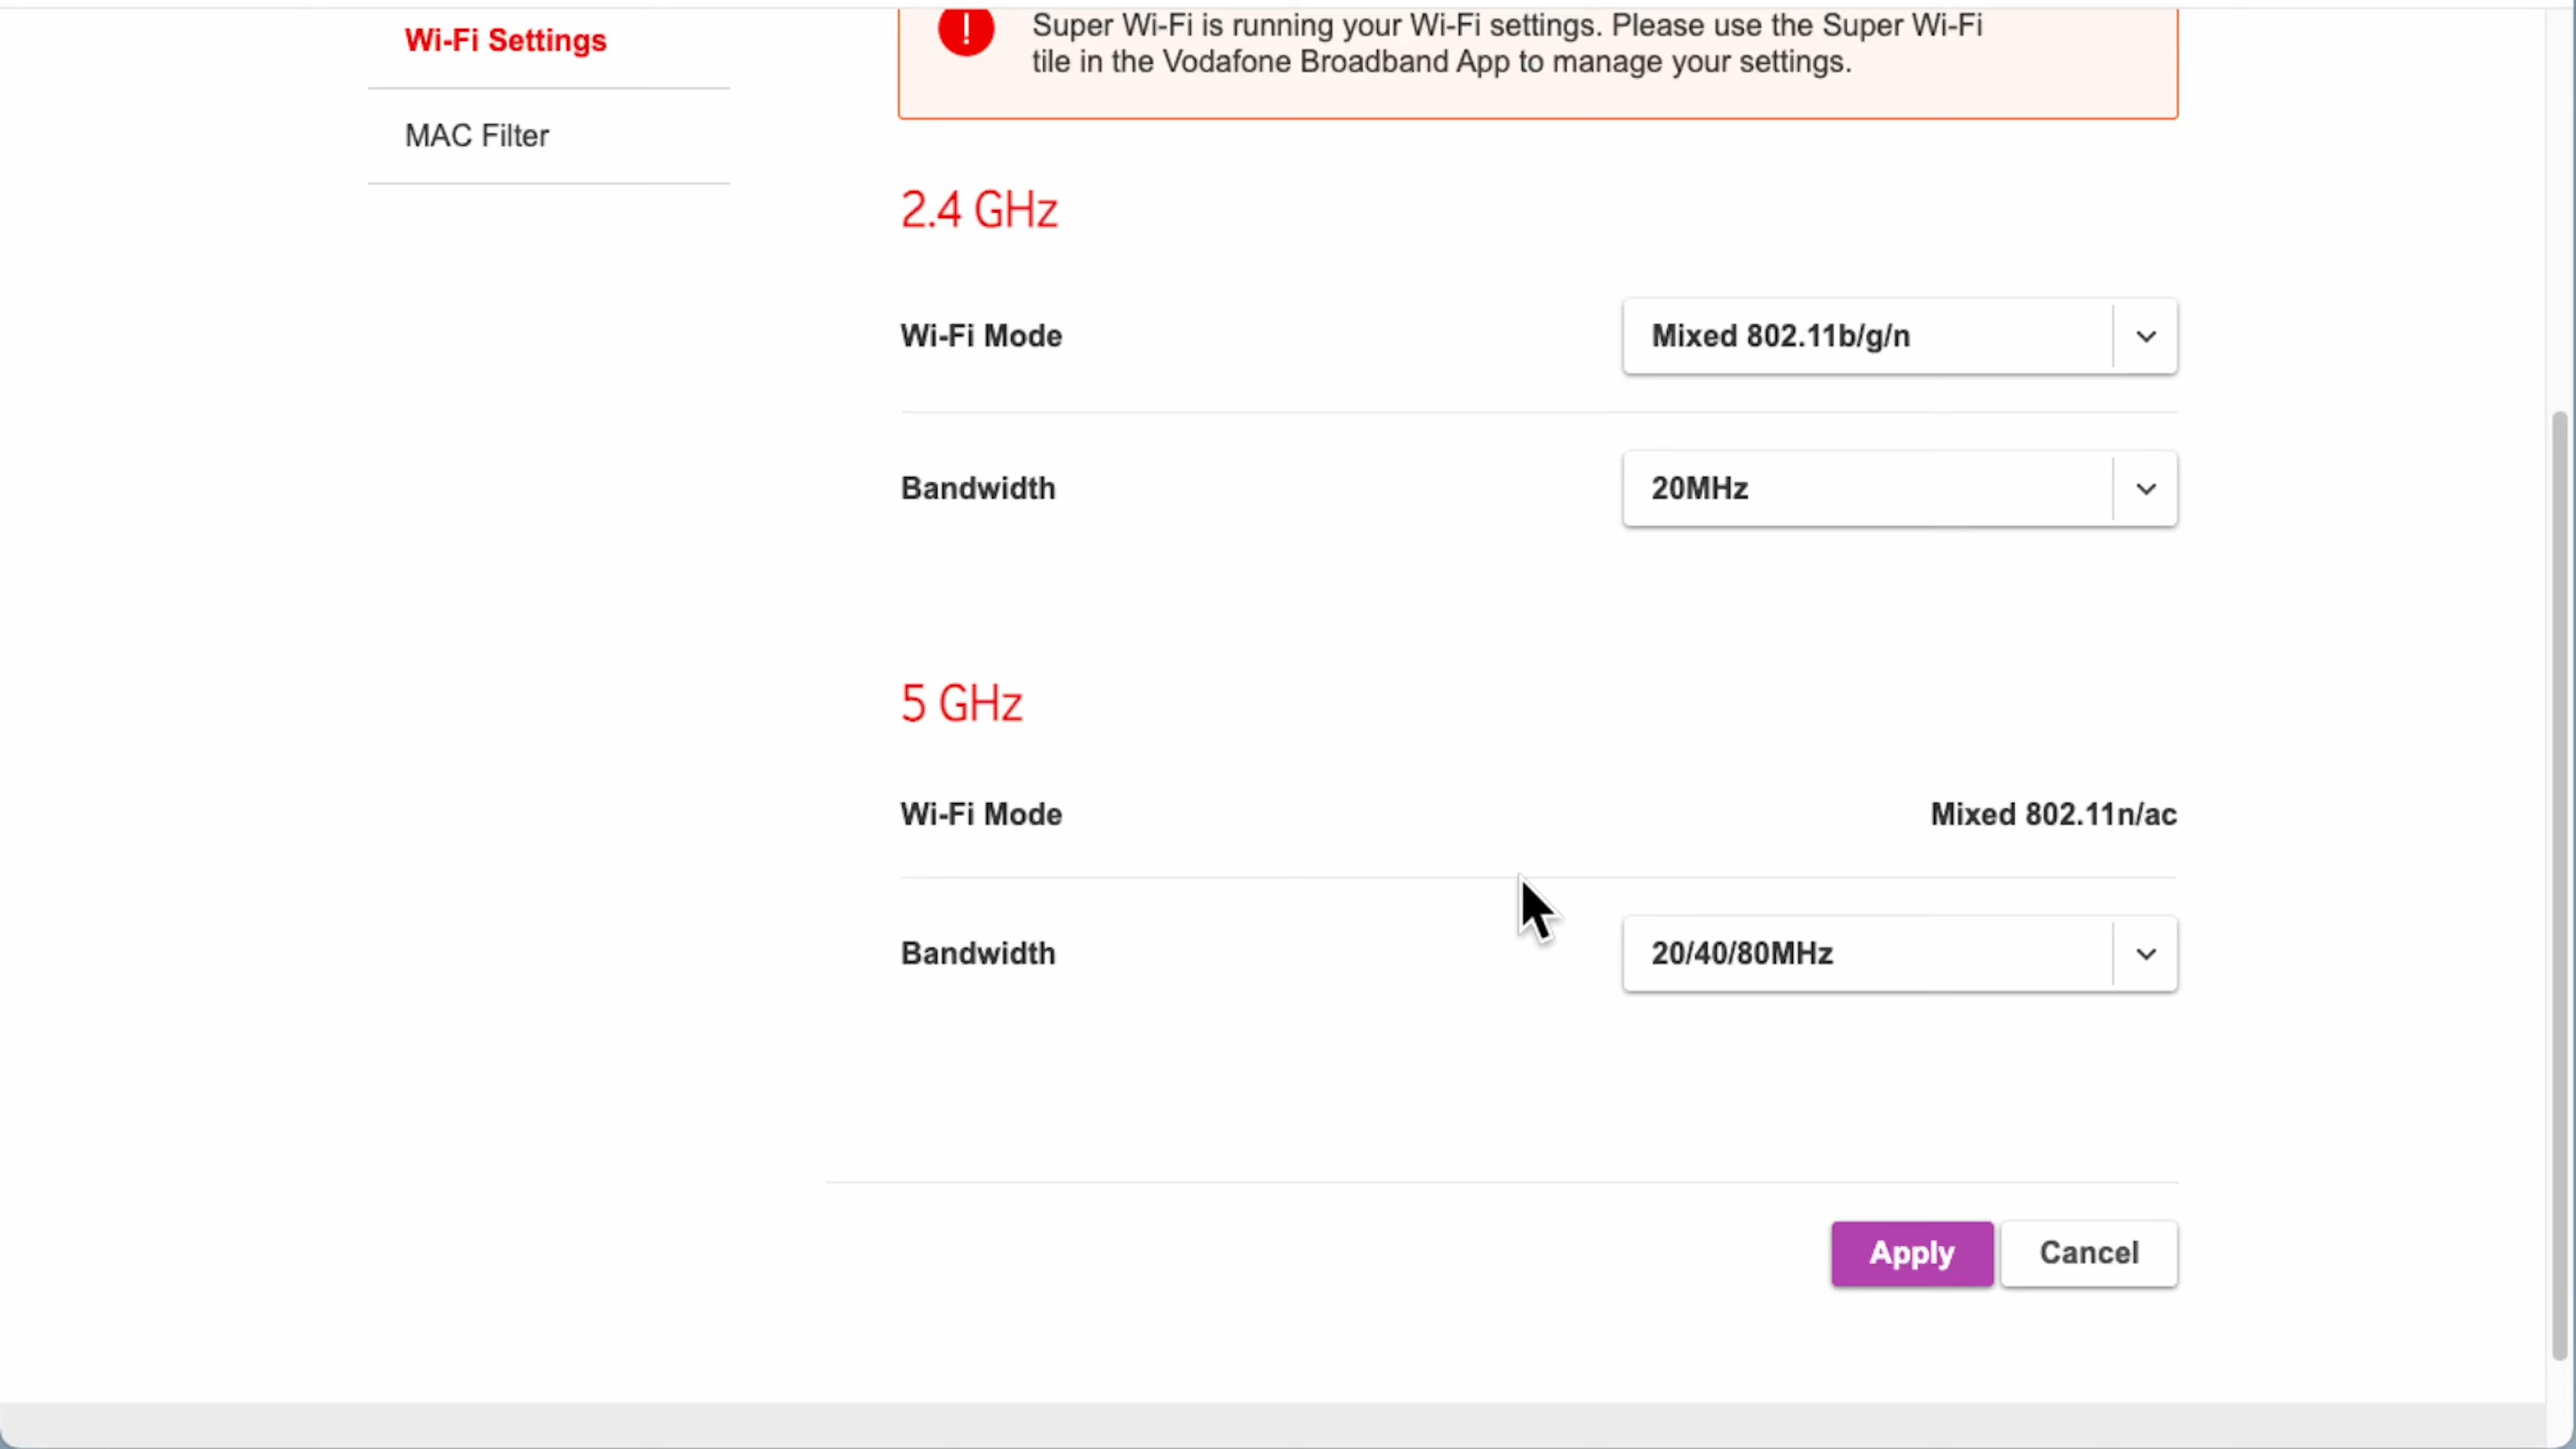 Wi-Fi Settings
MAC Filter
! Super Wi-Fi is running your Wi-Fi settings. Please use the Super Wi-Fi
tile in the Vodafone Broadband App to manage your settings.
2.4 GHz
Wi-Fi Mode Mixed 802.11b/g/n
Bandwidth 20MHz
5 GHz
Wi-Fi Mode Mixed 802.11n/ac
Bandwidth 20/40/80MHz
Apply Cancel